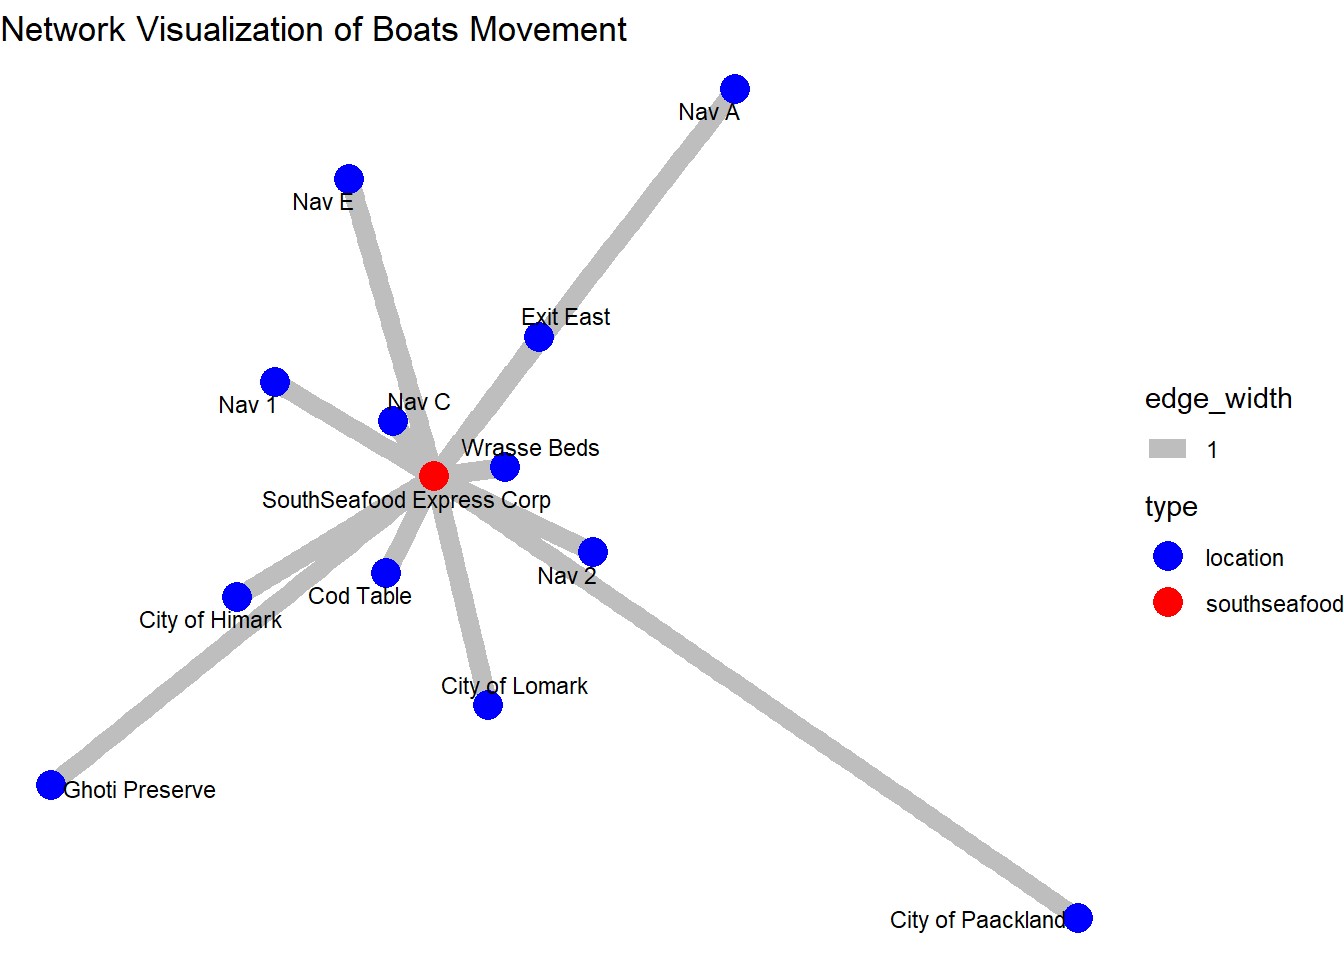 Network Visualization of Boats Movement
Nav A
Nav E
Exit East
Nav 1
Nav C
Wrasse Beds
SouthSeafood Express Corp
Nav 2
Cod Table
City of Himark
City of Lomark
Ghoti Preserve
City of Paackland
edge_width
1
type
location
southseafood